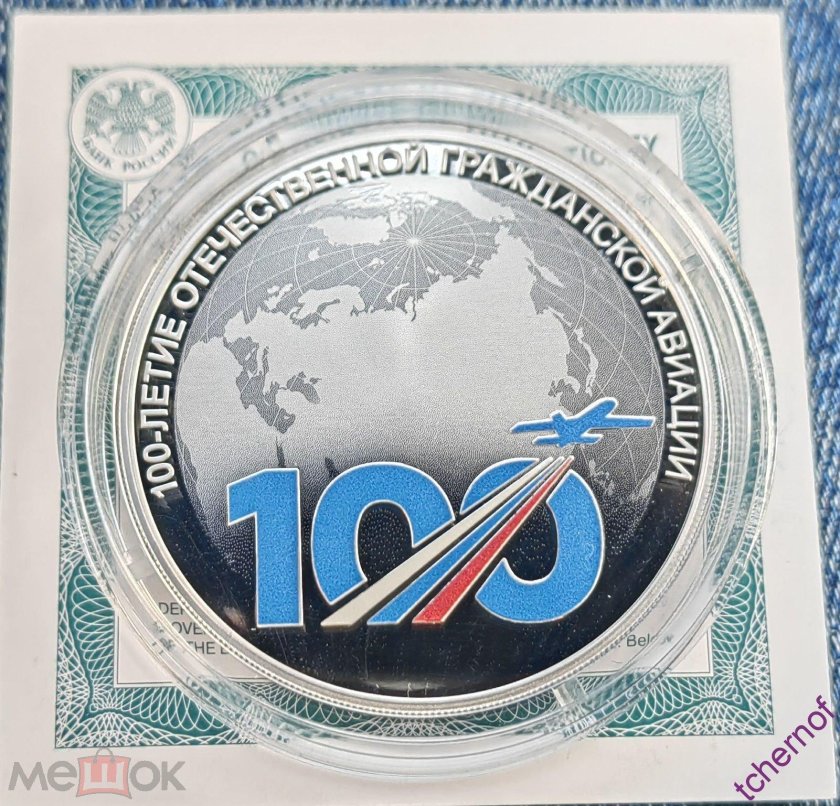 БАНК РОССИИ
100-ЛЕТИЕ ОТЕЧЕСТВЕННОЙ ГРАЖДАНСКОЙ АВИАЦИИ
100
Мешок
tchernof